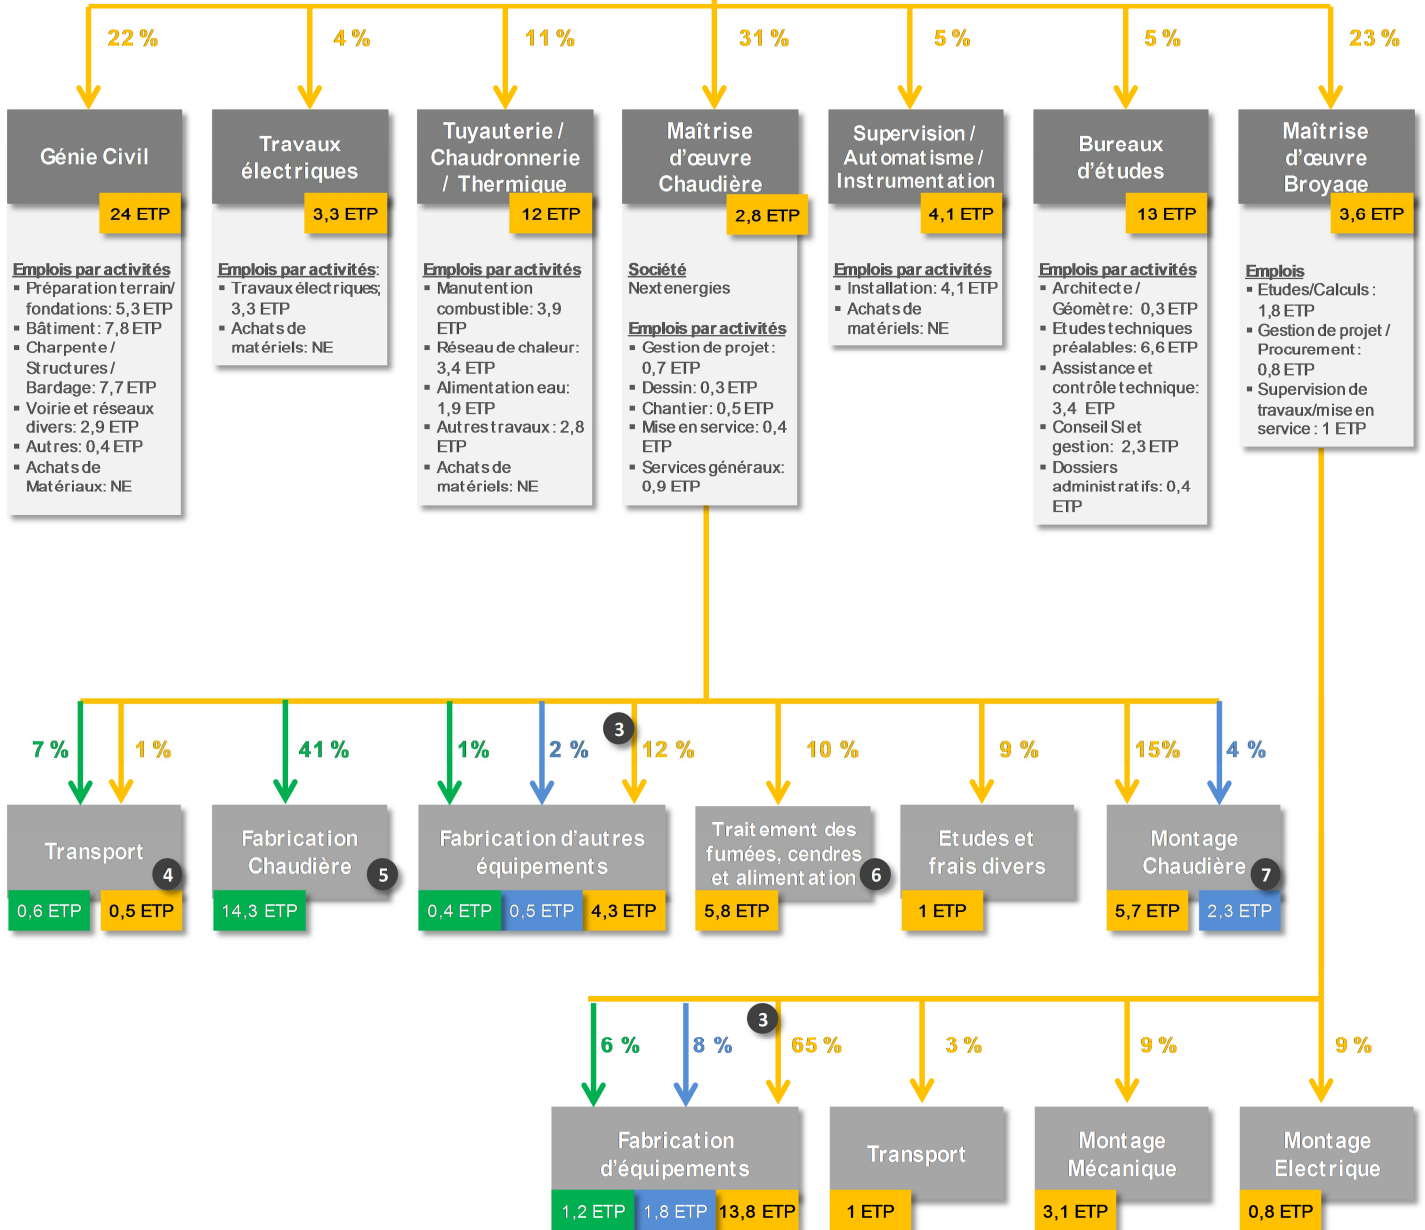 22 %
4 %
11 %
31 %
5 %
5 %
23 %
Génie Civil
24 ETP
Emplois par activités
▪ Préparation terrain/
fondations: 5,3 ETP
▪ Bâtiment: 7,8 ETP
▪ Charpente /
Structures /
Bardage: 7,7 ETP
▪ Voirie et réseaux
divers: 2,9 ETP
▪ Autres: 0,4 ETP
▪ Achats de
Matériaux: NE
Travaux
électriques
3,3 ETP
Emplois par activités:
▪ Travaux électriques;
3,3 ETP
▪ Achats de
matériels: NE
Tuyauterie /
Chaudronnerie
/ Thermique
12 ETP
Emplois par activités
▪ Manutention
combustible: 3,9
ETP
▪ Réseau de chaleur:
3,4 ETP
▪ Alimentation eau:
1,9 ETP
▪ Autres travaux : 2,8
ETP
▪ Achats de
matériels: NE
Maîtrise
d'œuvre
Chaudière
2,8 ETP
Société
Nextenergies
Emplois par activités
▪ Gestion de projet :
0,7 ETP
▪ Dessin: 0,3 ETP
▪ Chantier: 0,5 ETP
▪ Mise en service: 0,4
ETP
▪ Services généraux:
0,9 ETP
Supervision /
Automatisme /
Instrumentation
4,1 ETP
Emplois par activités
▪ Installation: 4,1 ETP
▪ Achats de
matériels: NE
Bureaux
d'études
13 ETP
Emplois par activités
▪ Architecte /
Géomètre: 0,3 ETP
▪ Etudes techniques
préalables: 6,6 ETP
▪ Assistance et
contrôle technique:
3,4 ETP
▪ Conseil SI et
gestion: 2,3 ETP
▪ Dossiers
administratifs: 0,4
ETP
Maîtrise
d'œuvre
Broyage
3,6 ETP
Emplois
▪ Etudes/Calculs :
1,8 ETP
▪ Gestion de projet /
Procurement :
0,8 ETP
▪ Supervision de
travaux/mise en
service : 1 ETP
7 %
1 %
41 %
1%
2 %
3
12 %
10 %
9 %
15%
4 %
Transport
4
0,6 ETP
0,5 ETP
Fabrication
Chaudière
5
14,3 ETP
Fabrication d'autres
équipements
0,4 ETP
0,5 ETP
4,3 ETP
Traitement des
fumées, cendres
et alimentation
6
5,8 ETP
Etudes et
frais divers
1 ETP
Montage
Chaudière
7
5,7 ETP
2,3 ETP
6 %
8 %
3
65 %
3 %
9 %
9 %
Fabrication
d'équipements
1,2 ETP
1,8 ETP
13,8 ETP
Transport
1 ETP
Montage
Mécanique
3,1 ETP
Montage
Electrique
0,8 ETP